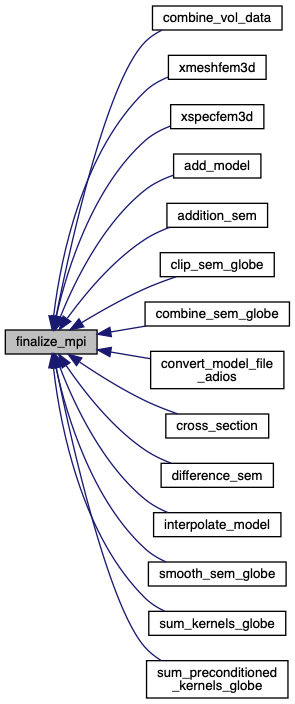 combine_vol_data
xmeshfem3d
xspecfem3d
add_model
addition_sem
clip_sem_globe
combine_sem_globe
finalize_mpi
convert_model_file
_adios
cross_section
difference_sem
interpolate_model
smooth_sem_globe
sum_kernels_globe
sum_preconditioned
_kernels_globe